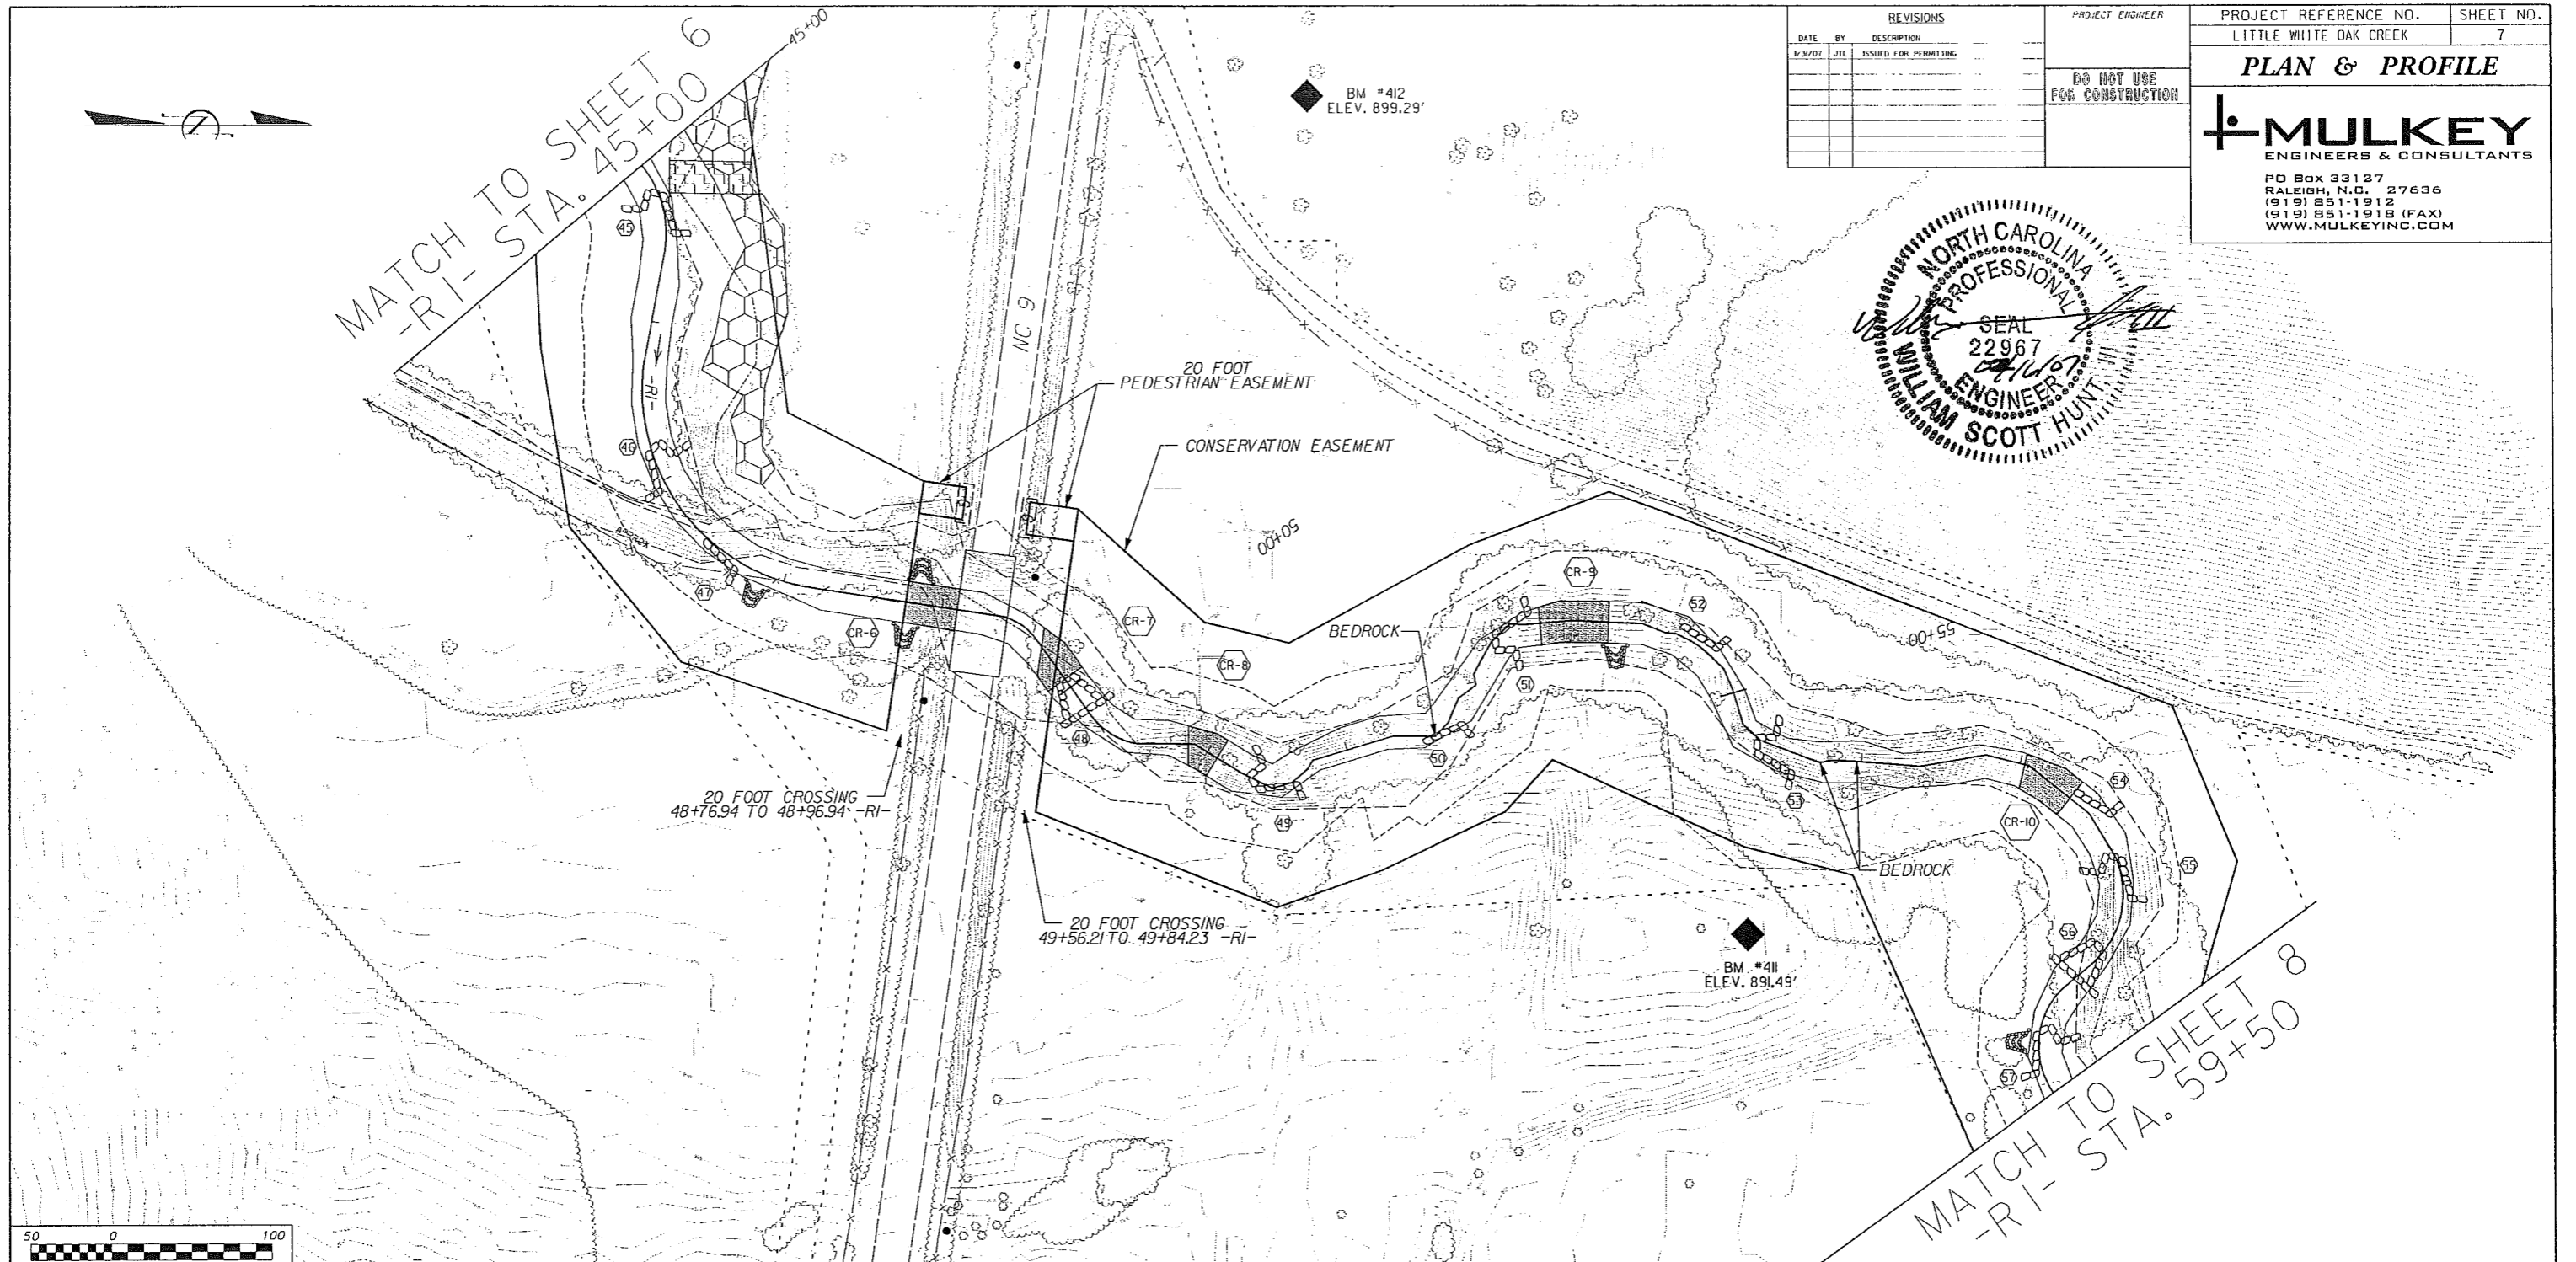 REVISIONS
DATE BY DESCRIPTION
1/31/07 JTL ISSUED FOR PERMITTING
PROJECT ENGINEER
DO NOT USE
FOR CONSTRUCTION
PROJECT REFERENCE NO.
SHEET NO.
LITTLE WHITE OAK CREEK
7
PLAN & PROFILE
MULKEY
ENGINEERS & CONSULTANTS
PO BOX 33127
RALEIGH, N.C. 27636
(919) 851-1912
(919) 851-1918 (FAX)
WWW.MULKEYINC.COM
NORTH CAROLINA
PROFESSIONAL
SEAL
22967
ENGINEER
WILLIAM SCOTT HUNT III
MATCH TO SHEET 6
-R1- STA. 45+00
45+00
BM #412
ELEV. 899.29'
NC 9
20 FOOT
PEDESTRIAN EASEMENT
CONSERVATION EASEMENT
45
-R1-
46
47
CR-6
CR-7
CR-8
50+00
48
49
BEDROCK
50
51
CR-9
52
55+00
53
54
CR-10
BEDROCK
55
56
57
20 FOOT CROSSING
48+76.94 TO 48+96.94 -R1-
20 FOOT CROSSING
49+56.21 TO 49+84.23 -R1-
BM #411
ELEV. 891.49'
MATCH TO SHEET 8
-R1- STA. 59+50
50 0 100